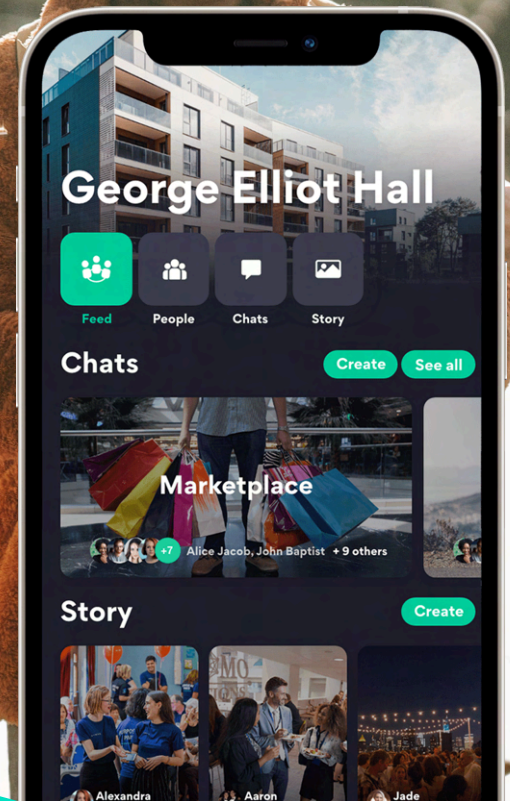 George Elliot Hall
Feed
People
Chats
Story
Chats
Create
See all
Marketplace
+7
Alice Jacob, John Baptist + 9 others
Story
Create
Alexandra
Aaron
Jade